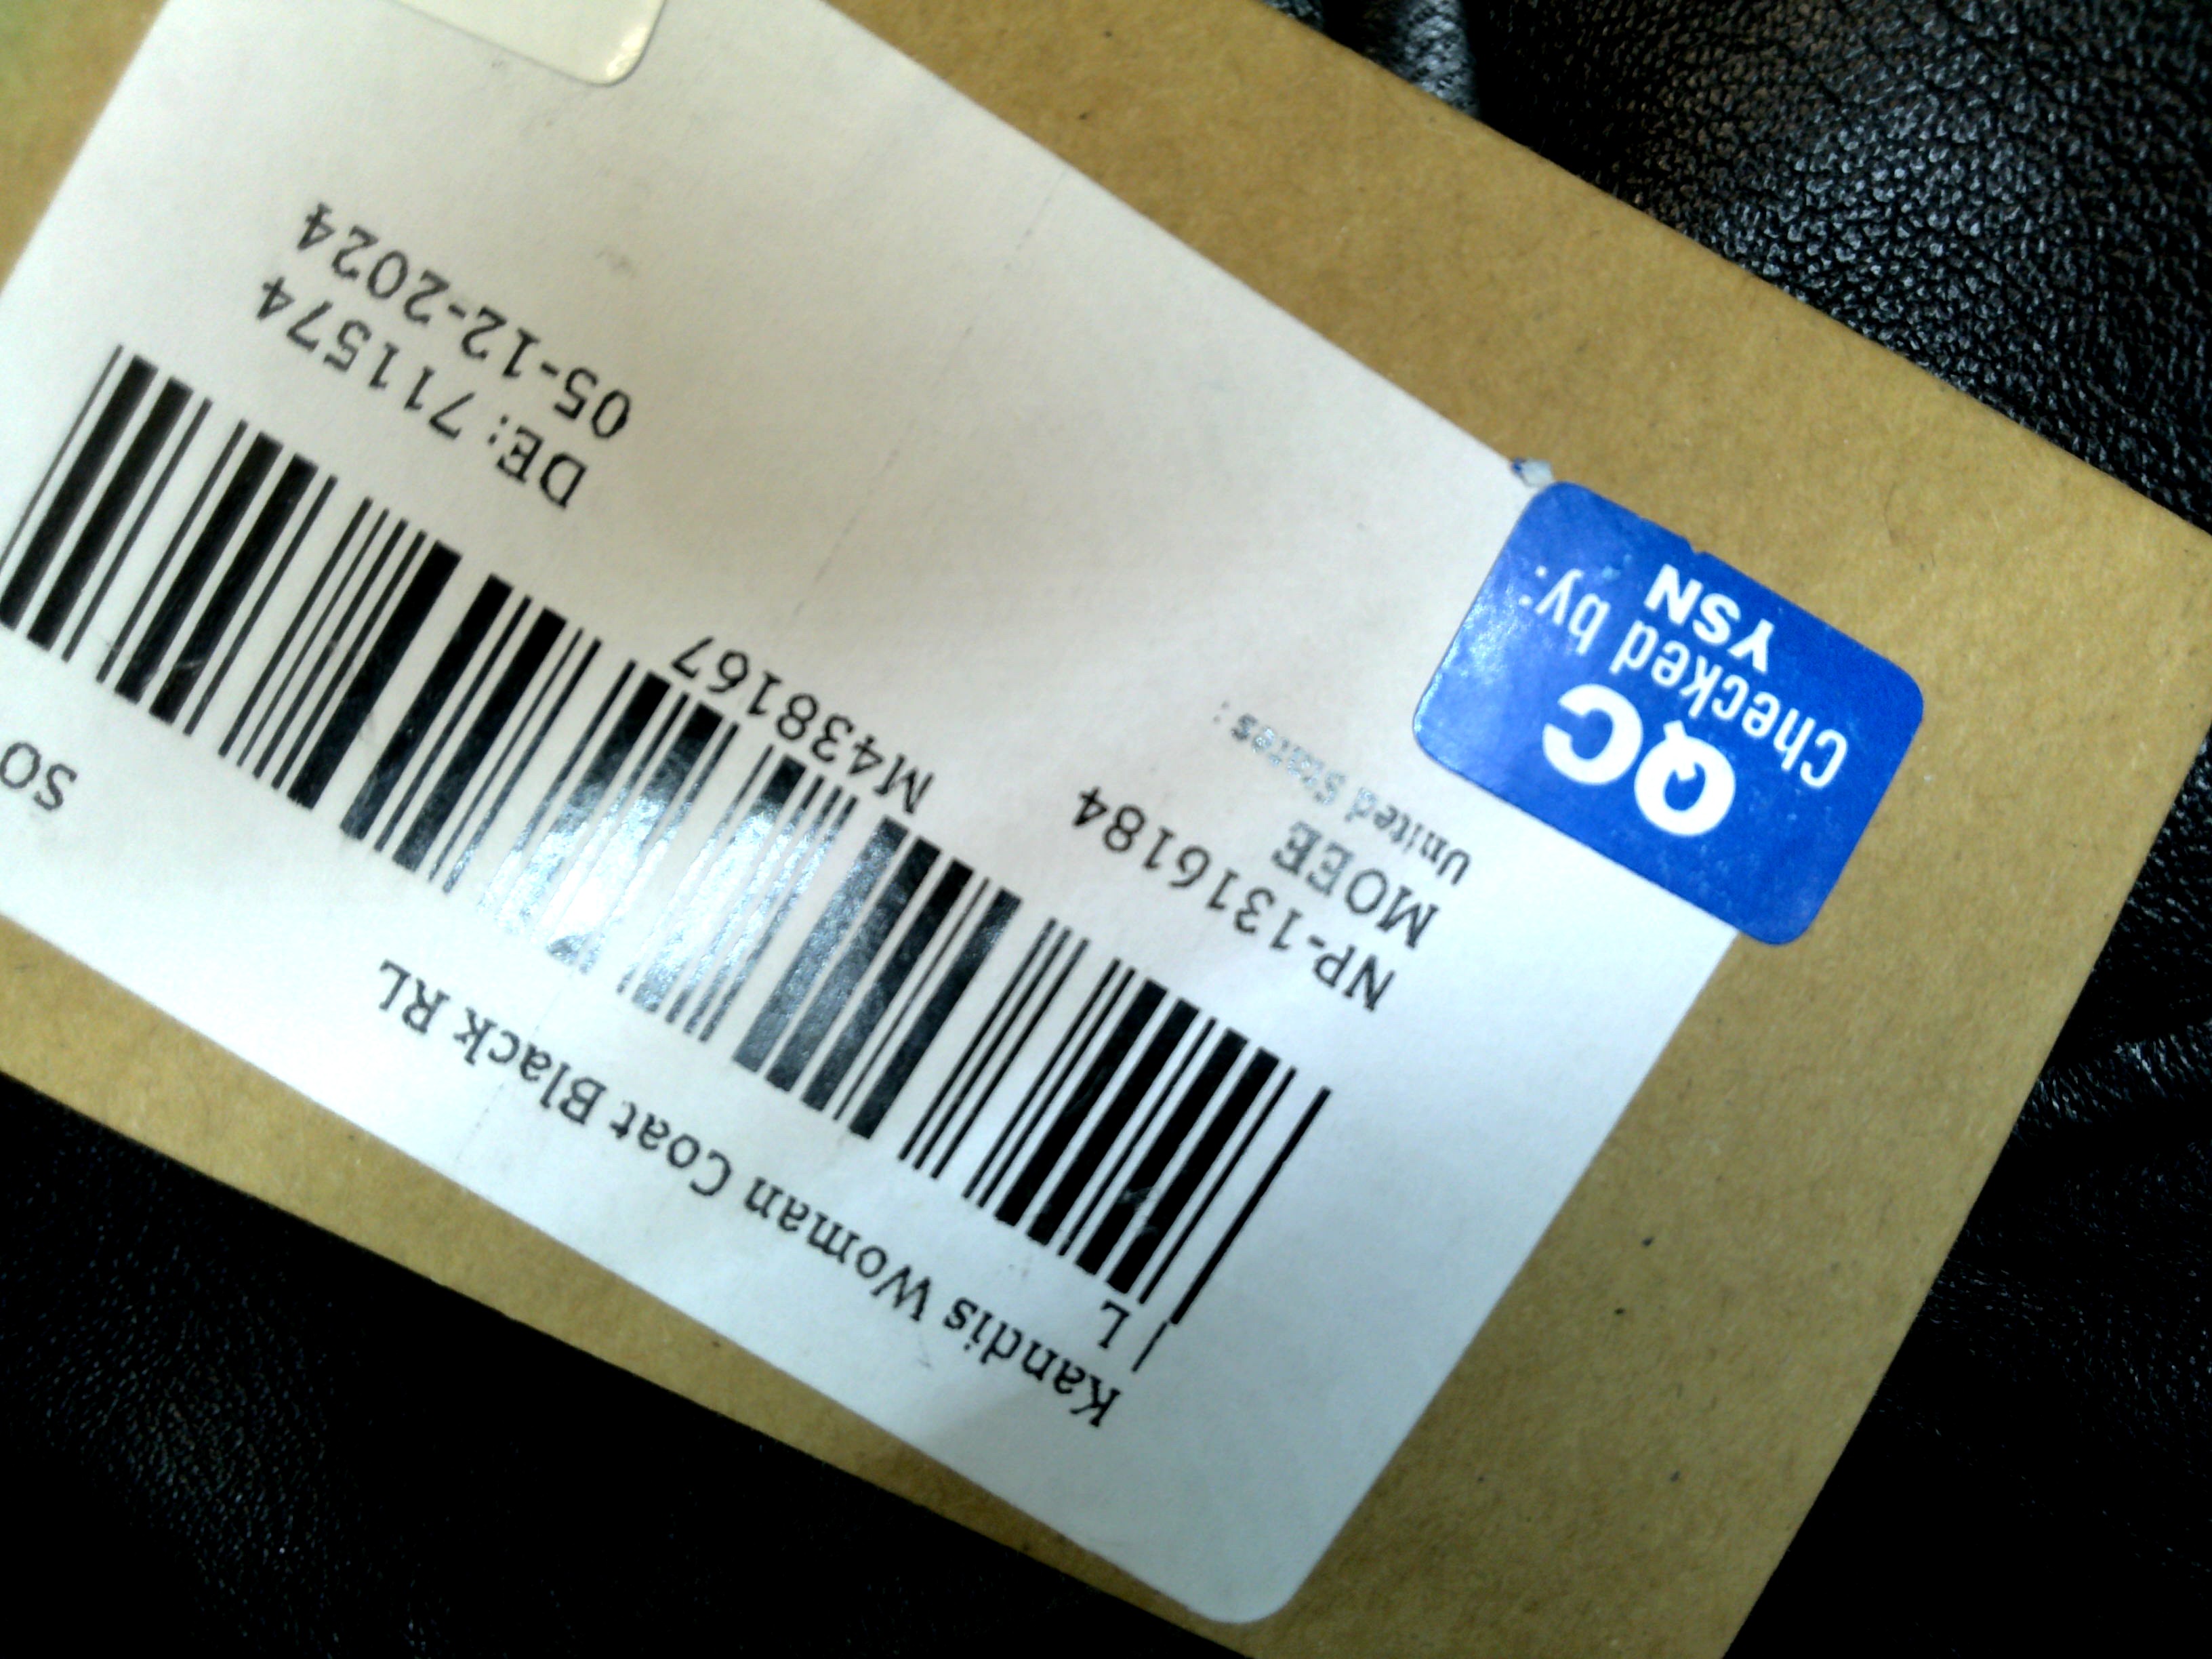 Kandis Woman Coat Black RL
| L
SO
M438167
NP-1316184
DE: 711574
MOEE
05-12-2024
United States :
QC
Checked by:
YSN